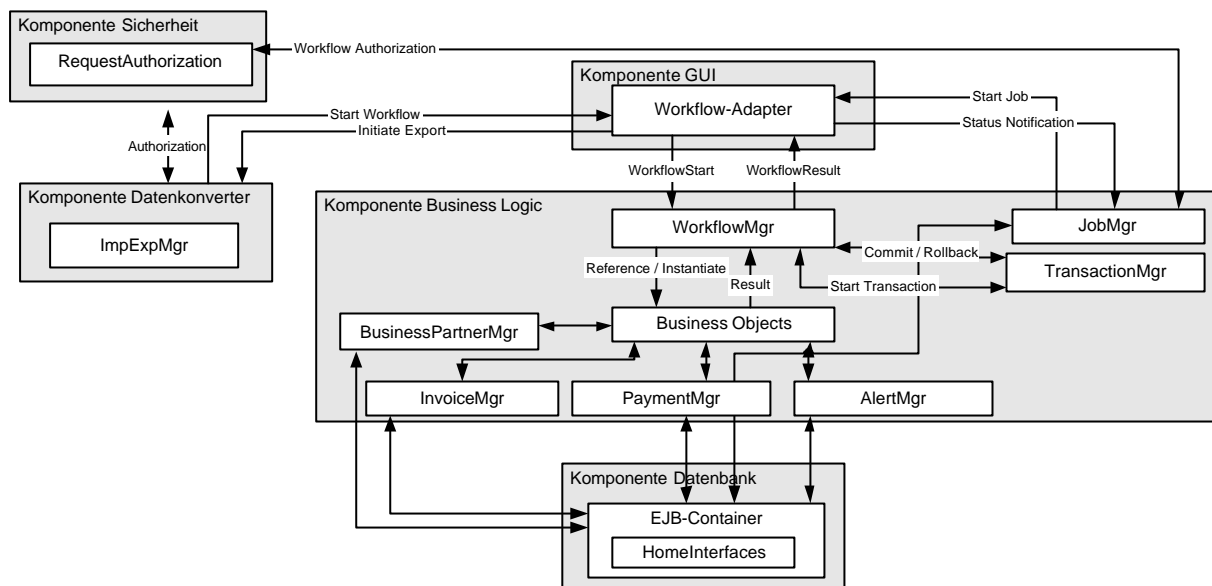 Komponente Sicherheit
RequestAuthorization
Workflow Authorization
Komponente GUI
Workflow-Adapter
Start Job
Start Workflow
Initiate Export
Status Notification
Authorization
WorkflowStart
WorkflowResult
Komponente Datenkonverter
ImpExpMgr
Komponente Business Logic
WorkflowMgr
JobMgr
Commit / Rollback
TransactionMgr
Reference / Instantiate
Result
Start Transaction
BusinessPartnerMgr
Business Objects
InvoiceMgr
PaymentMgr
AlertMgr
Komponente Datenbank
EJB-Container
HomeInterfaces